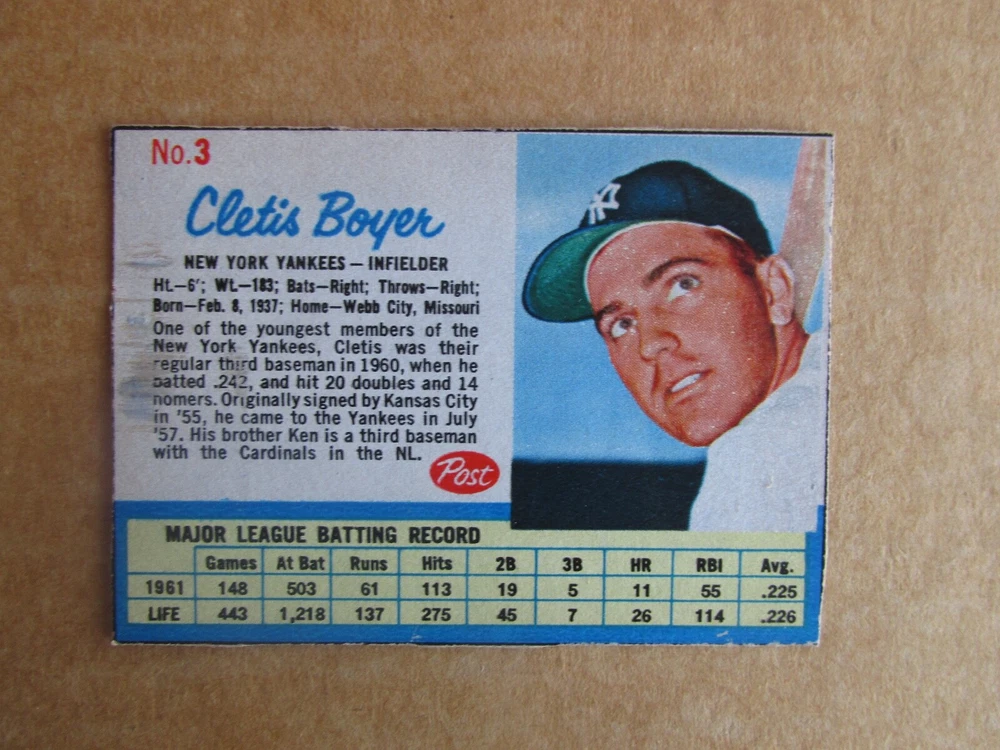 No.3
Cletis Boyer
NEW YORK YANKEES — INFIELDER
Ht.—6'; Wt.—183; Bats—Right; Throws—Right;
Born—Feb. 8, 1937; Home—Webb City, Missouri
One of the youngest members of the
New York Yankees, Cletis was their
regular third baseman in 1960, when he
batted .242, and hit 20 doubles and 14
homers. Originally signed by Kansas City
in '55, he came to the Yankees in July
'57. His brother Ken is a third baseman
with the Cardinals in the NL.
Post
NY
MAJOR LEAGUE BATTING RECORD
Games At Bat Runs Hits 2B 3B HR RBI Avg.
1961 148 503 61 113 19 5 11 55 .225
LIFE 443 1,218 137 275 45 7 26 114 .226